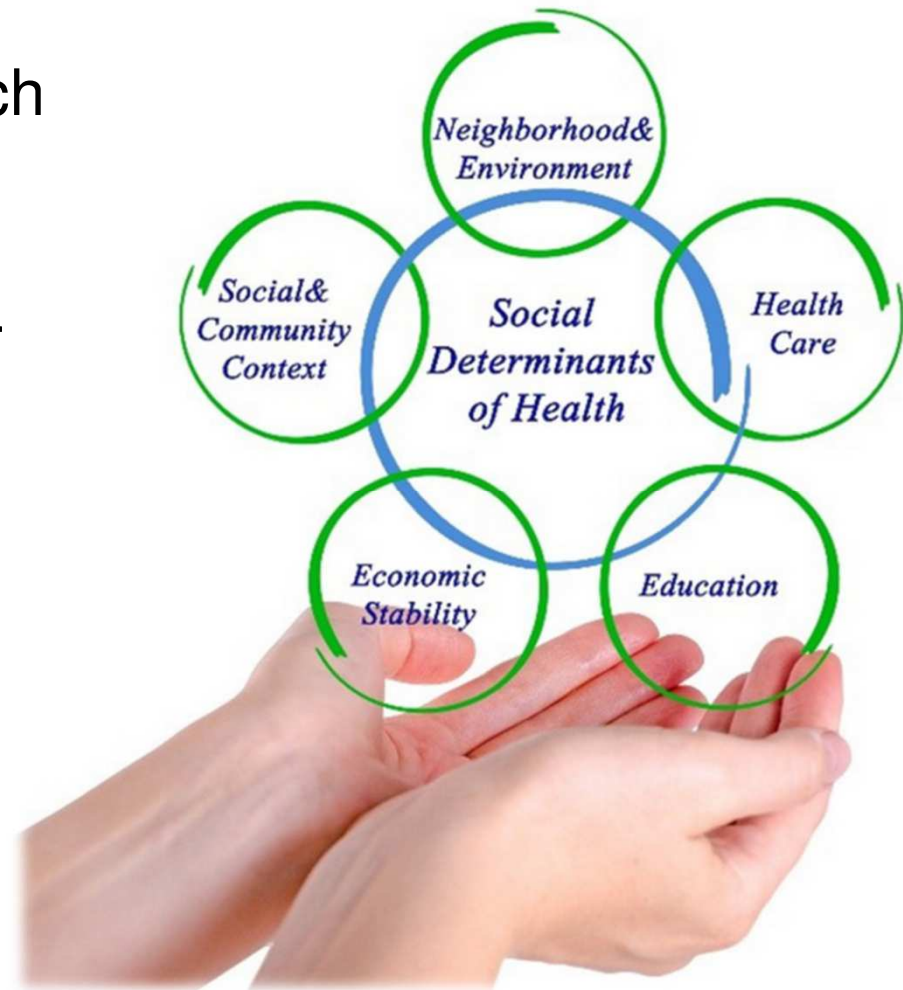 ch
.
Neighborhood&
Environment
Social&
Community
Context
Social
Determinants
of Health
Health
Care
Economic
Stability
Education